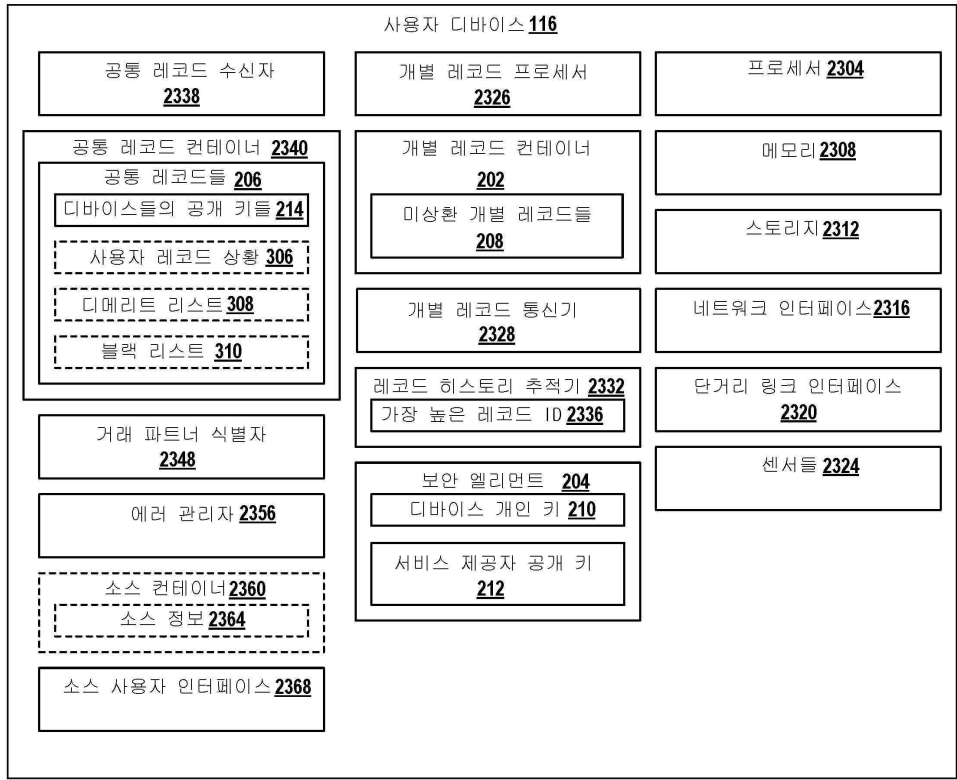 사용자 디바이스 116
공통 레코드 수신자
2338
공통 레코드 컨테이너 2340
공통 레코드들 206
디바이스들의 공개 키들 214
사용자 레코드 상황 306
디메리트 리스트 308
블랙 리스트 310
거래 파트너 식별자
2348
에러 관리자 2356
소스 컨테이너 2360
소스 정보 2364
소스 사용자 인터페이스 2368
개별 레코드 프로세서
2326
개별 레코드 컨테이너
202
미상환 개별 레코드들
208
개별 레코드 통신기
2328
레코드 히스토리 추적기 2332
가장 높은 레코드 ID 2336
보안 엘리먼트 204
디바이스 개인 키 210
서비스 제공자 공개 키
212
프로세서 2304
메모리 2308
스토리지 2312
네트워크 인터페이스 2316
단거리 링크 인터페이스
2320
센서들 2324